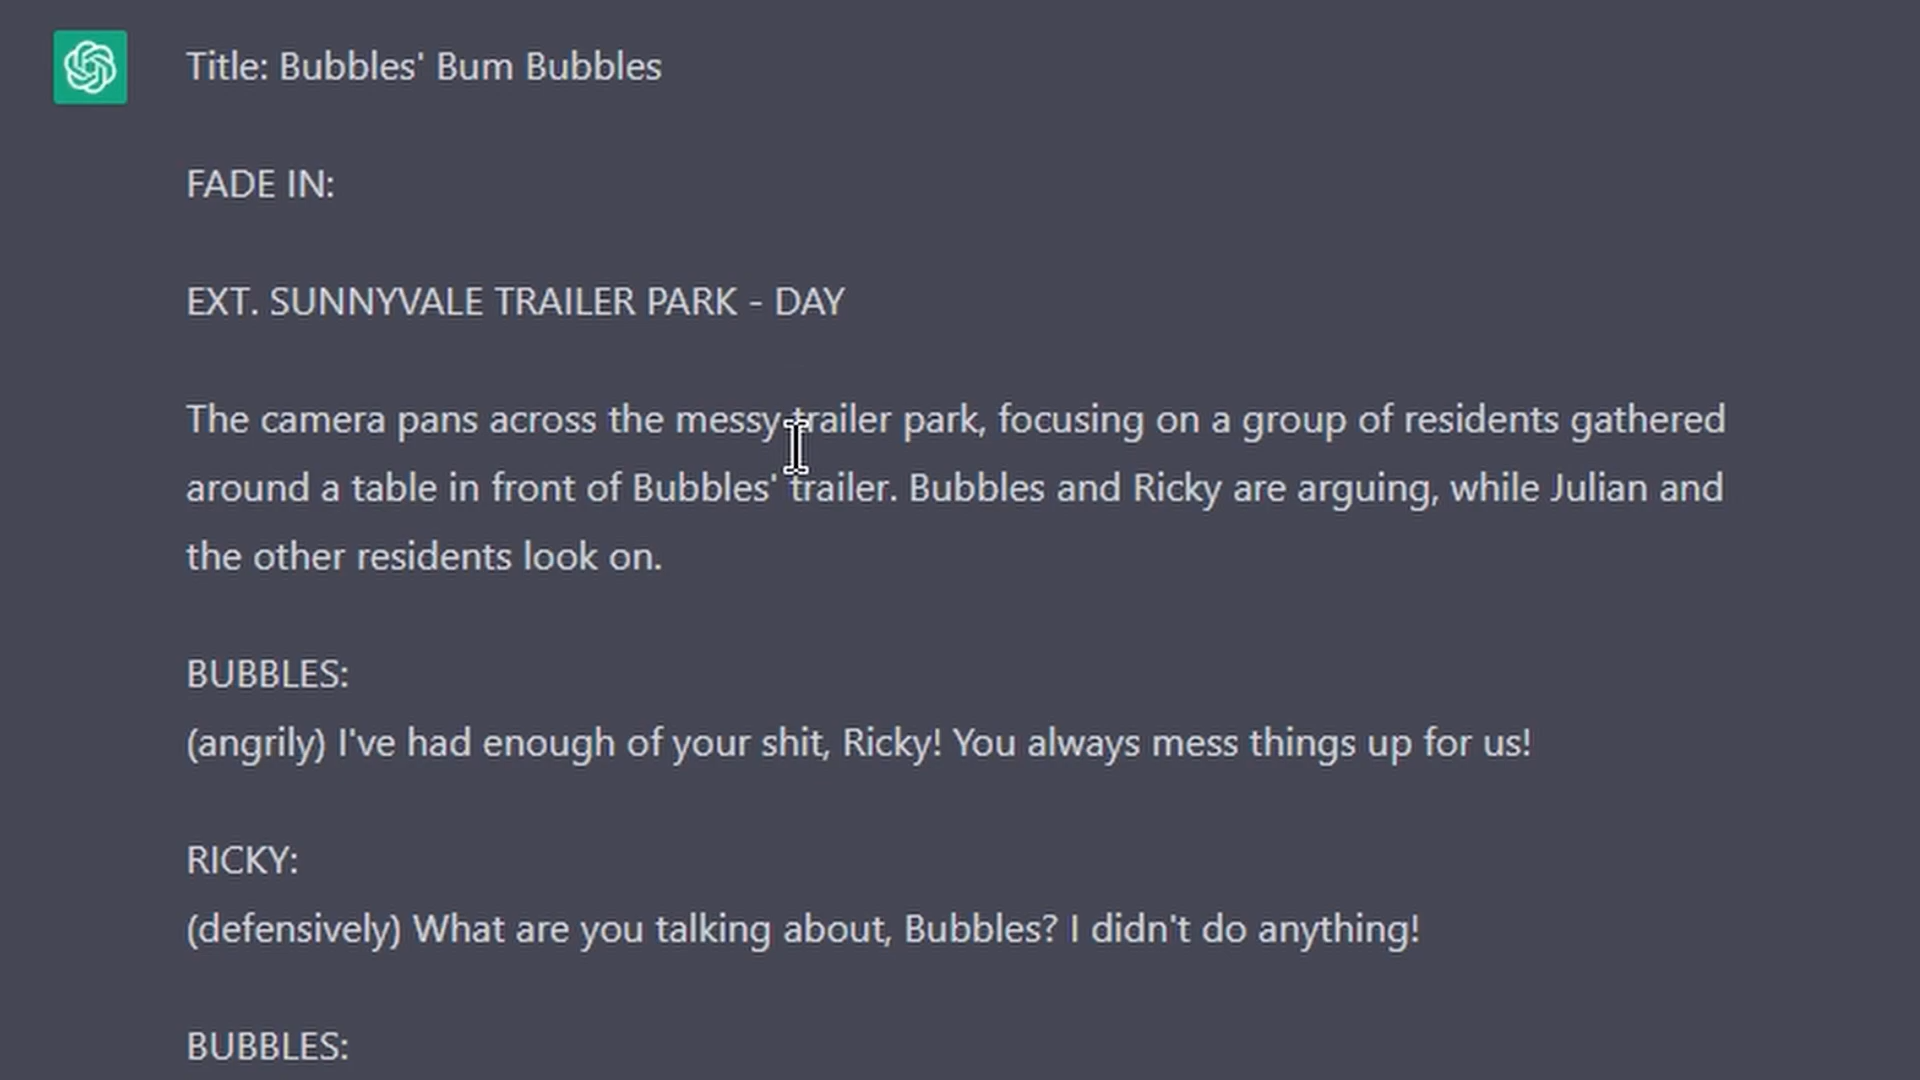 Title: Bubbles' Bum Bubbles
FADE IN:
EXT. SUNNYVALE TRAILER PARK - DAY
The camera pans across the messy trailer park, focusing on a group of residents gathered
around a table in front of Bubbles' trailer. Bubbles and Ricky are arguing, while Julian and
the other residents look on.
BUBBLES:
(angrily) I've had enough of your shit, Ricky! You always mess things up for us!
RICKY:
(defensively) What are you talking about, Bubbles? I didn't do anything!
BUBBLES: